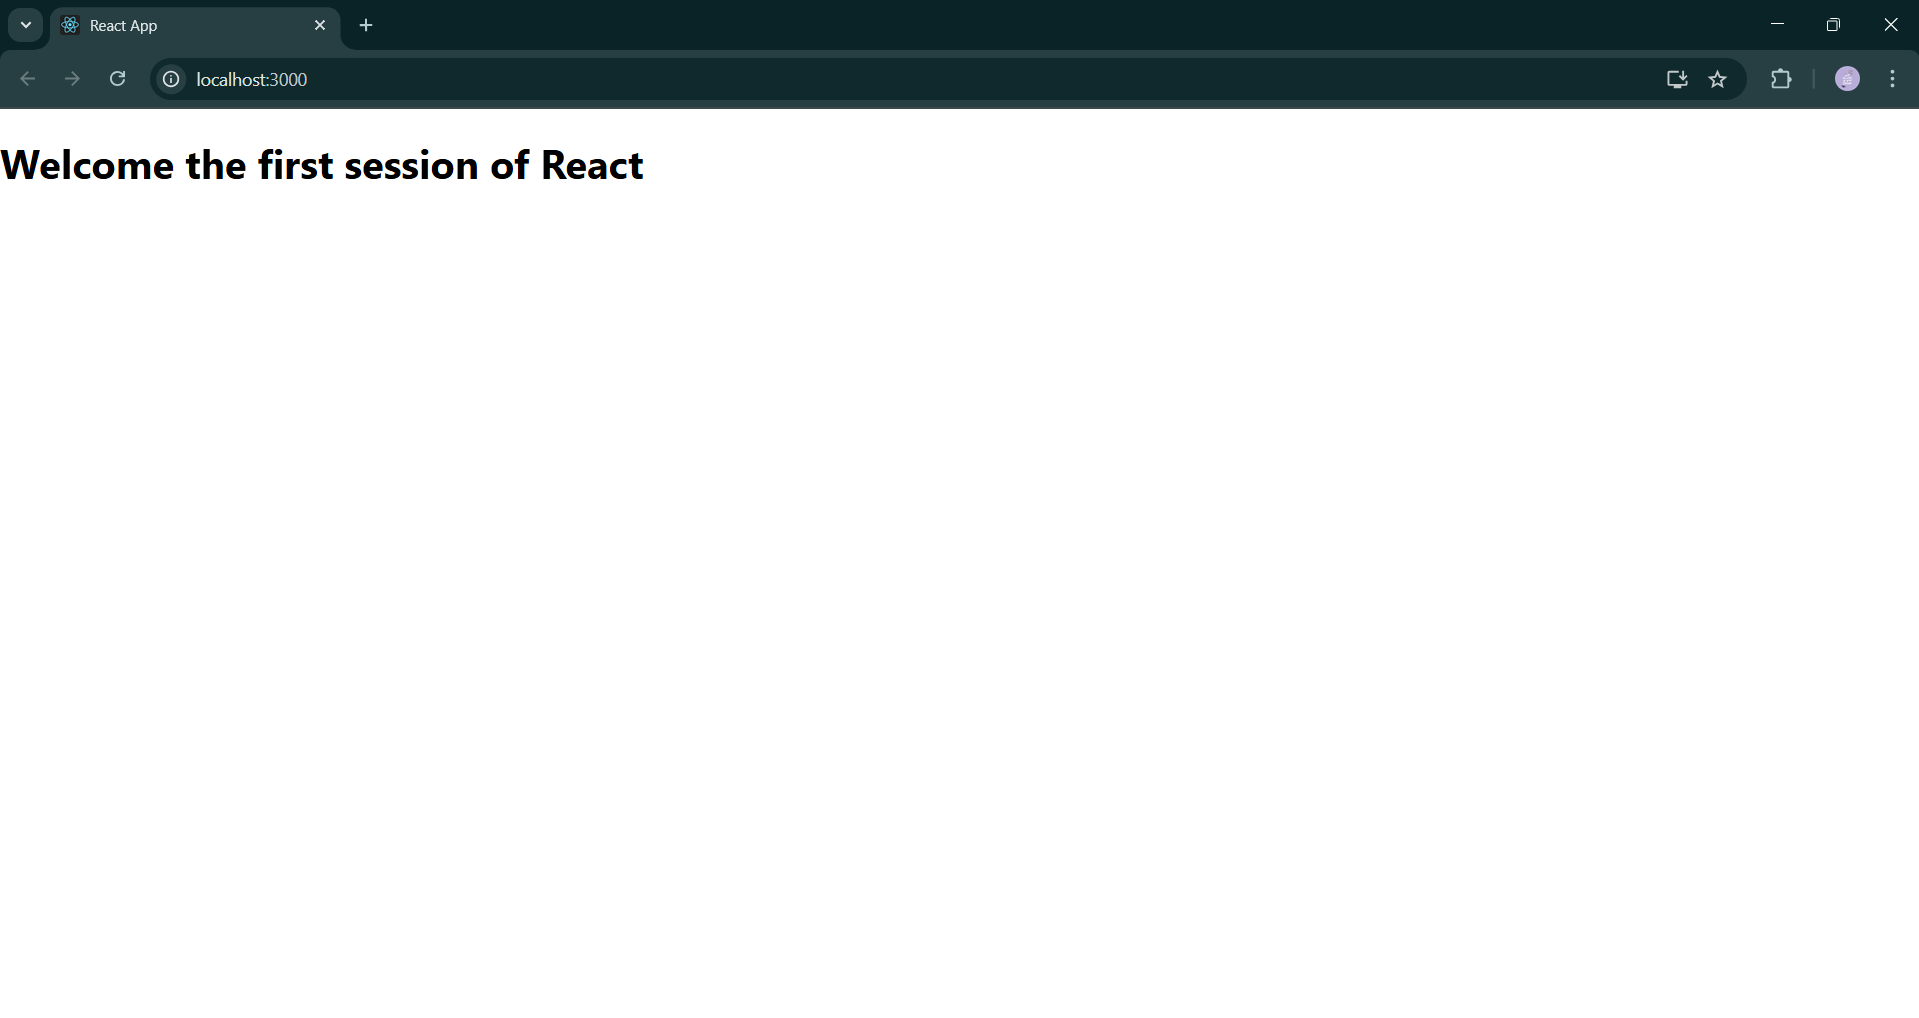 React App
localhost:3000
Welcome the first session of React